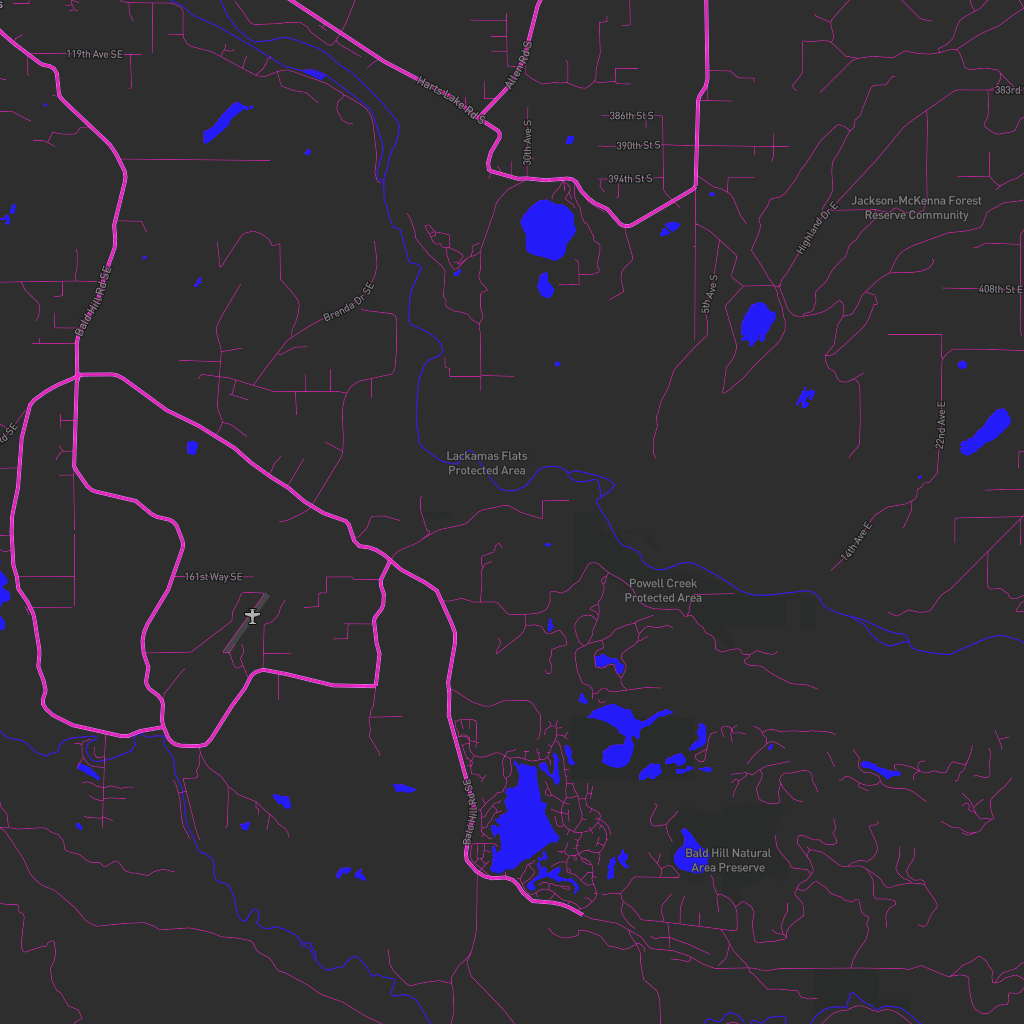 119th Ave SE
Harts Lake Rd S
Allen Rd S
30th Ave S
386th St S
390th St S
394th St S
383rd
Jackson-McKenna Forest
Reserve Community
Highland Dr E
408th St E
5th Ave S
Bald Hill Rd SE
Brenda Dr SE
rd SE
22nd Ave E
Lackamas Flats
Protected Area
14th Ave E
161st Way SE
Powell Creek
Protected Area
Bald Hill Rd SE
Bald Hill Natural
Area Preserve